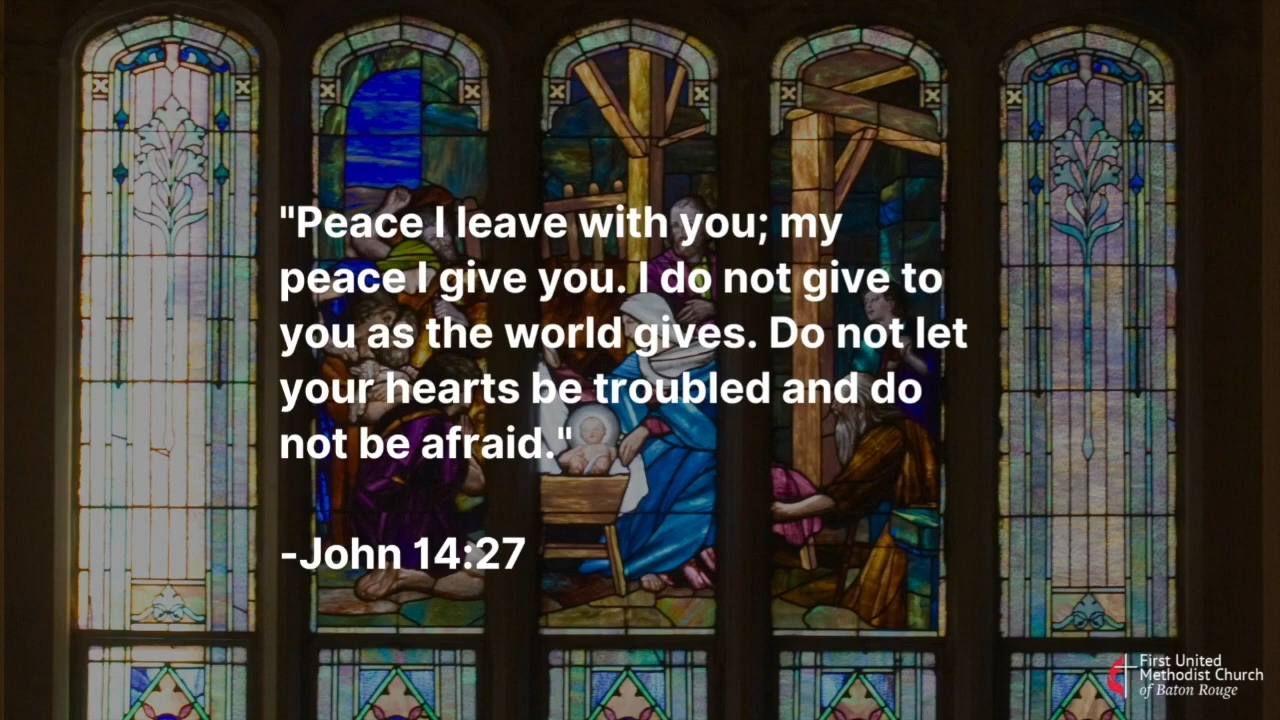 "Peace I leave with you; my
peace I give you. I do not give to
you as the world gives. Do not let
your hearts be troubled and do
not be afraid."
-John 14:27
First United
Methodist Church
of Baton Rouge